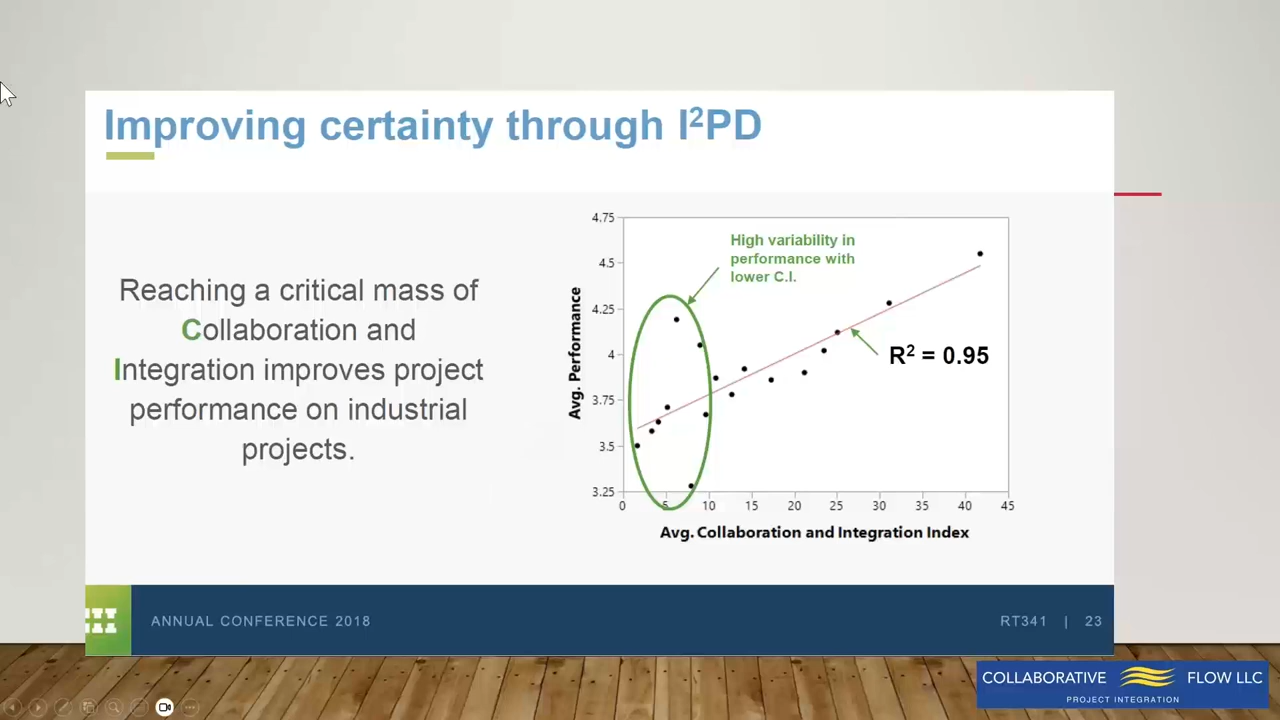 Improving certainty through I²PD
Reaching a critical mass of
Collaboration and
Integration improves project
performance on industrial
projects.
4.75
4.5
4.25
4
3.75
3.5
3.25
Avg. Performance
High variability in
performance with
lower C.I.
R² = 0.95
0 5 10 15 20 25 30 35 40 45
Avg. Collaboration and Integration Index
ANNUAL CONFERENCE 2018
RT341 | 23
COLLABORATIVE FLOW LLC
PROJECT INTEGRATION